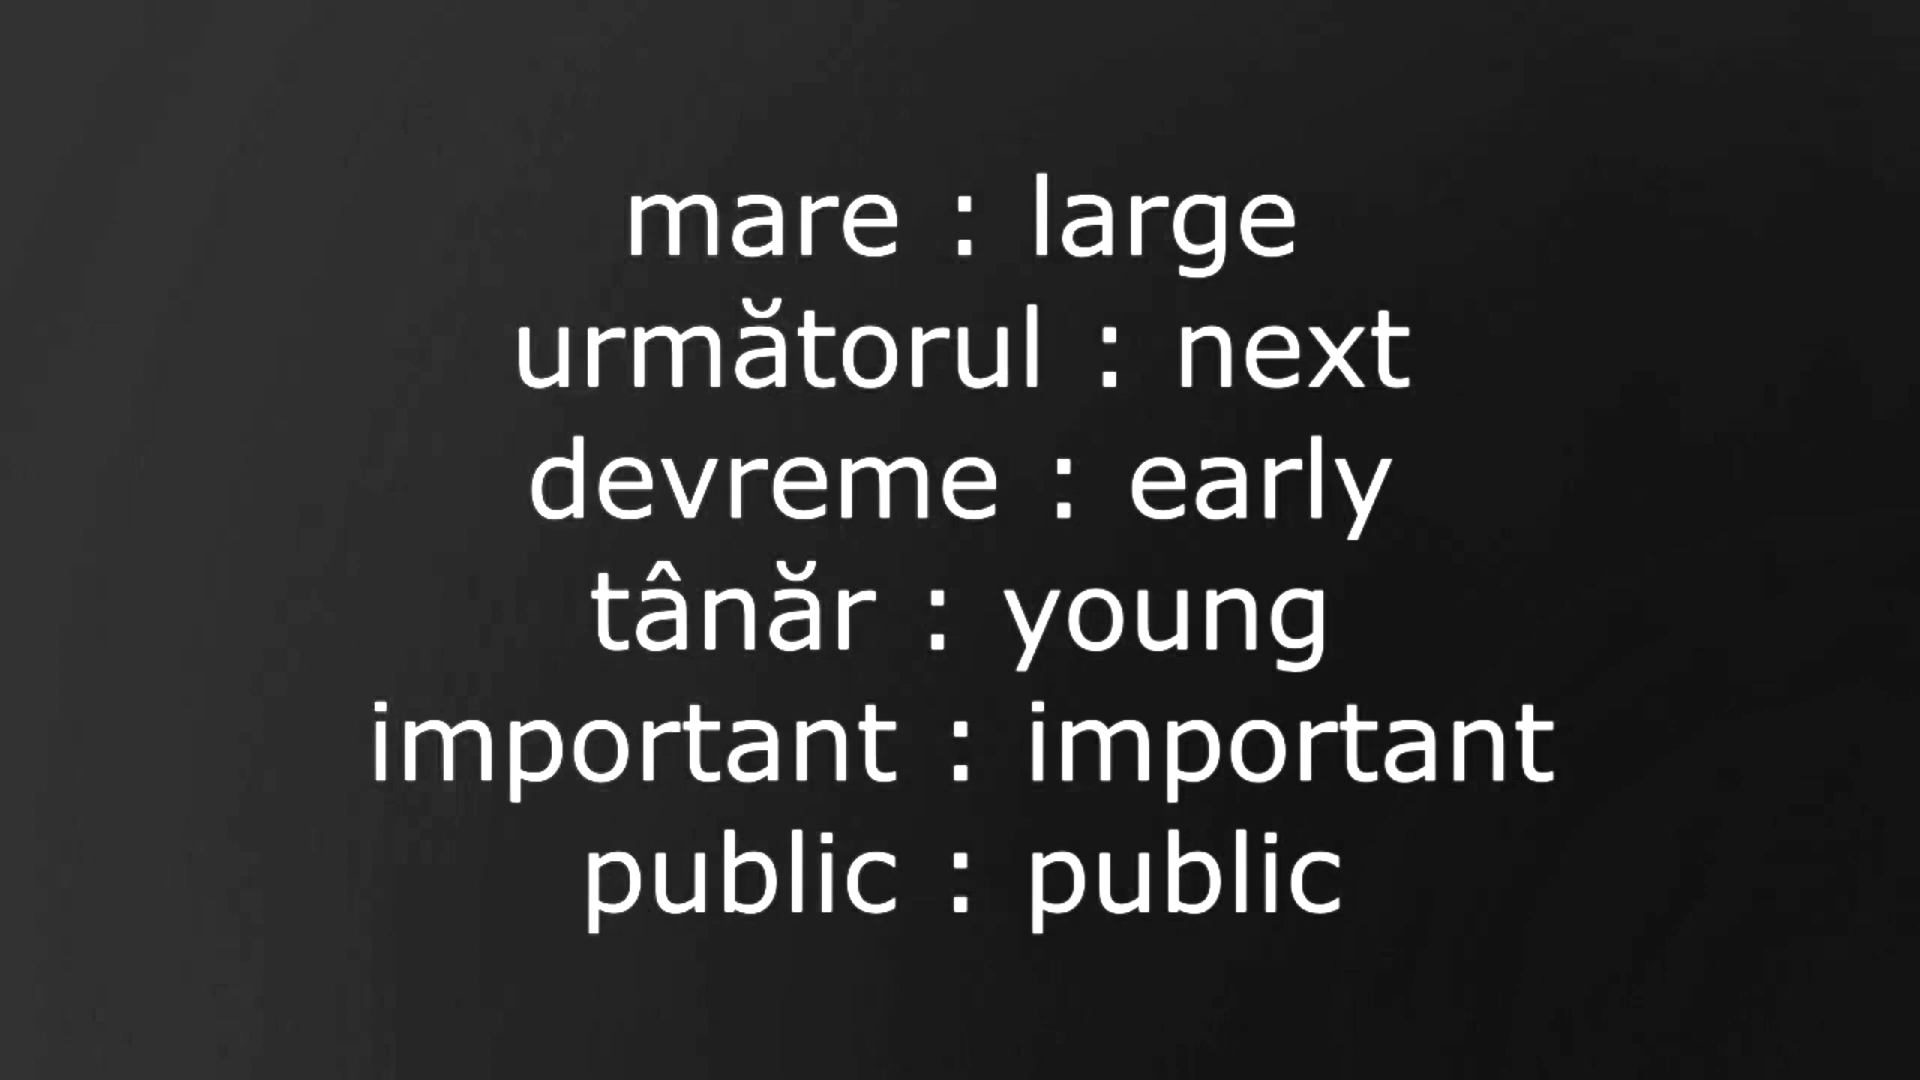 mare : large
următorul : next
devreme : early
tânăr : young
important : important
public : public